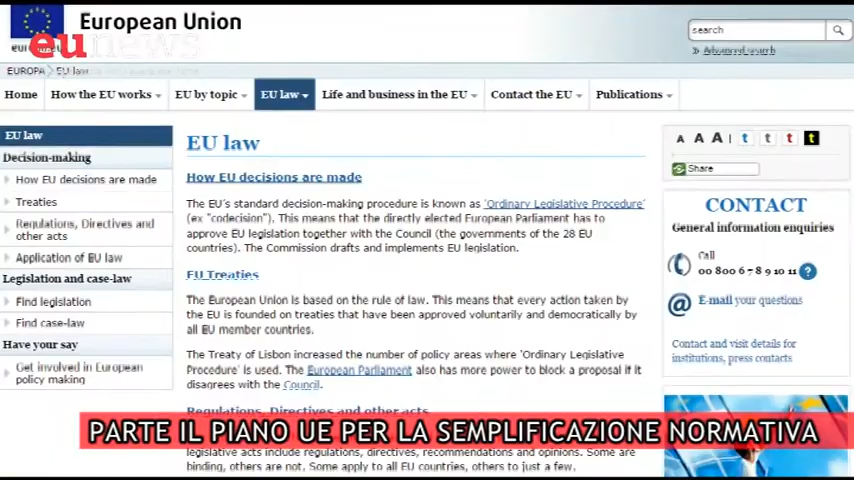 European Union
europa.eu
eunews
search
Advanced search
EUROPA > EU law
Home
How the EU works
EU by topic
EU law
Life and business in the EU
Contact the EU
Publications
EU law
Decision-making
How EU decisions are made
Treaties
Regulations, Directives and
other acts
Application of EU law
Legislation and case-law
Find legislation
Find case-law
Have your say
Get involved in European
policy making
EU law
How EU decisions are made
The EU's standard decision-making procedure is known as 'Ordinary Legislative Procedure'
(ex "codecision"). This means that the directly elected European Parliament has to
approve EU legislation together with the Council (the governments of the 28 EU
countries). The Commission drafts and implements EU legislation.
EU Treaties
The European Union is based on the rule of law. This means that every action taken by
the EU is founded on treaties that have been approved voluntarily and democratically by
all EU member countries.
The Treaty of Lisbon increased the number of policy areas where 'Ordinary Legislative
Procedure' is used. The European Parliament also has more power to block a proposal if it
disagrees with the Council.
Regulations, Directives and other acts
legislative acts include regulations, directives, recommendations and opinions. Some are
binding, others are not. Some apply to all EU countries, others to just a few.
A A A | t t t t
Share
CONTACT
General information enquiries
Call
00 800 6 7 8 9 10 11 ?
@ E-mail your questions
Contact and visit details for
institutions, press contacts
PARTE IL PIANO UE PER LA SEMPLIFICAZIONE NORMATIVA